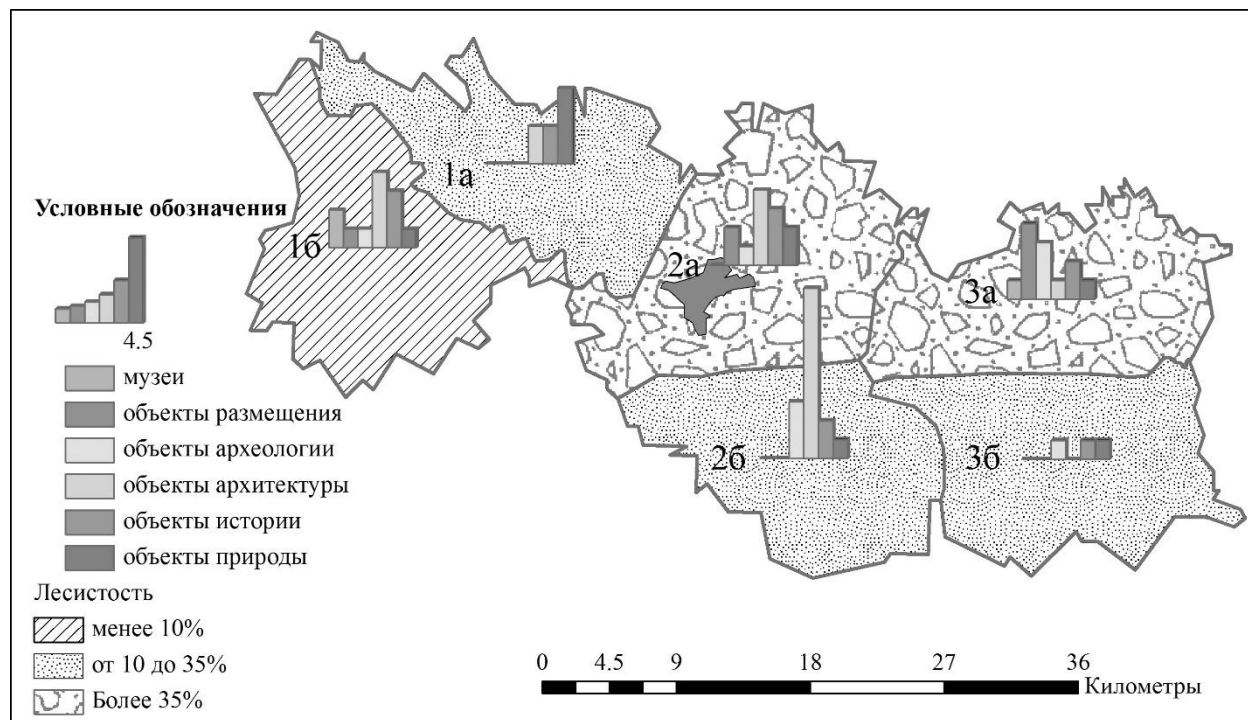 1а
Условные обозначения
1б
2а
3а
4.5
музеи
объекты размещения
объекты археологии
объекты архитектуры
2б
3б
объекты истории
объекты природы
Лесистость
менее 10%
от 10 до 35%
Более 35%
0 4.5 9 18 27 36
Километры